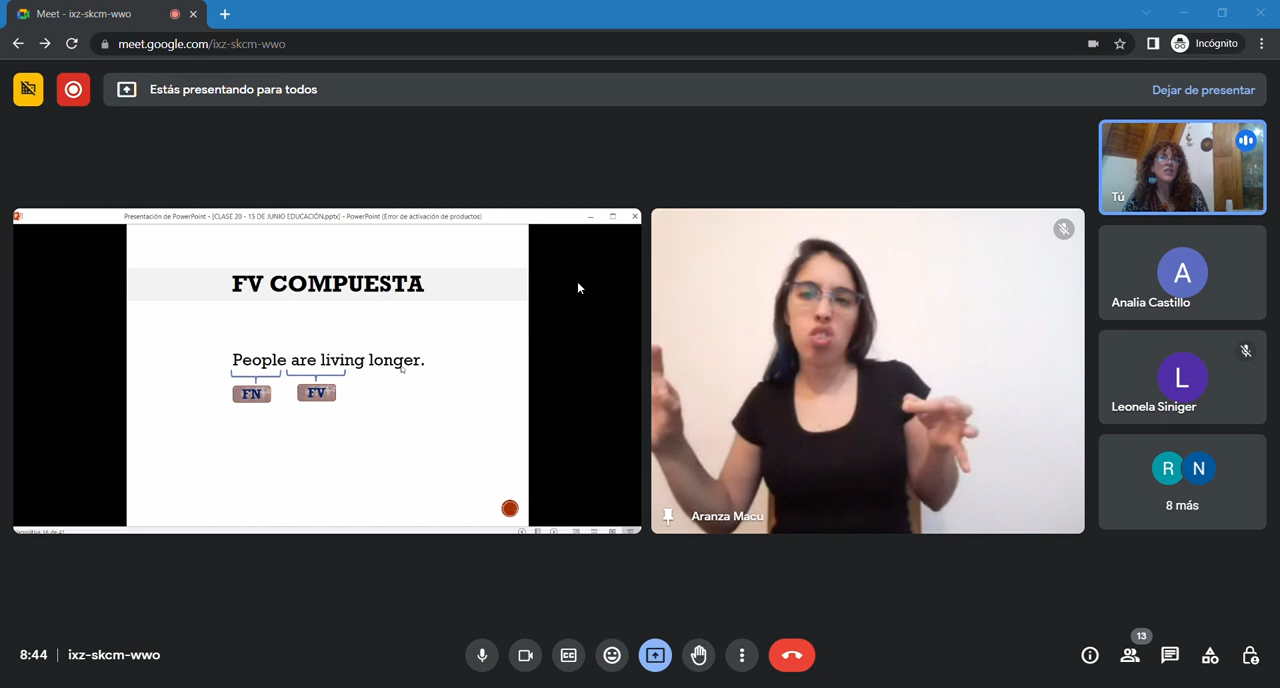 Meet - ixz-skcm-wwo
meet.google.com/ixz-skcm-wwo
Incógnito
Estás presentando para todos
Dejar de presentar
Tú
Presentación de PowerPoint - [CLASE 20 - 15 DE JUNIO EDUCACIÓN.pptx] - PowerPoint (Error de activación de productos)
FV COMPUESTA
People are living longer.
FN
FV
Aranza Macu
A
Analia Castillo
L
Leonela Siniger
R N
8 más
8:44 | ixz-skcm-wwo
CC
13